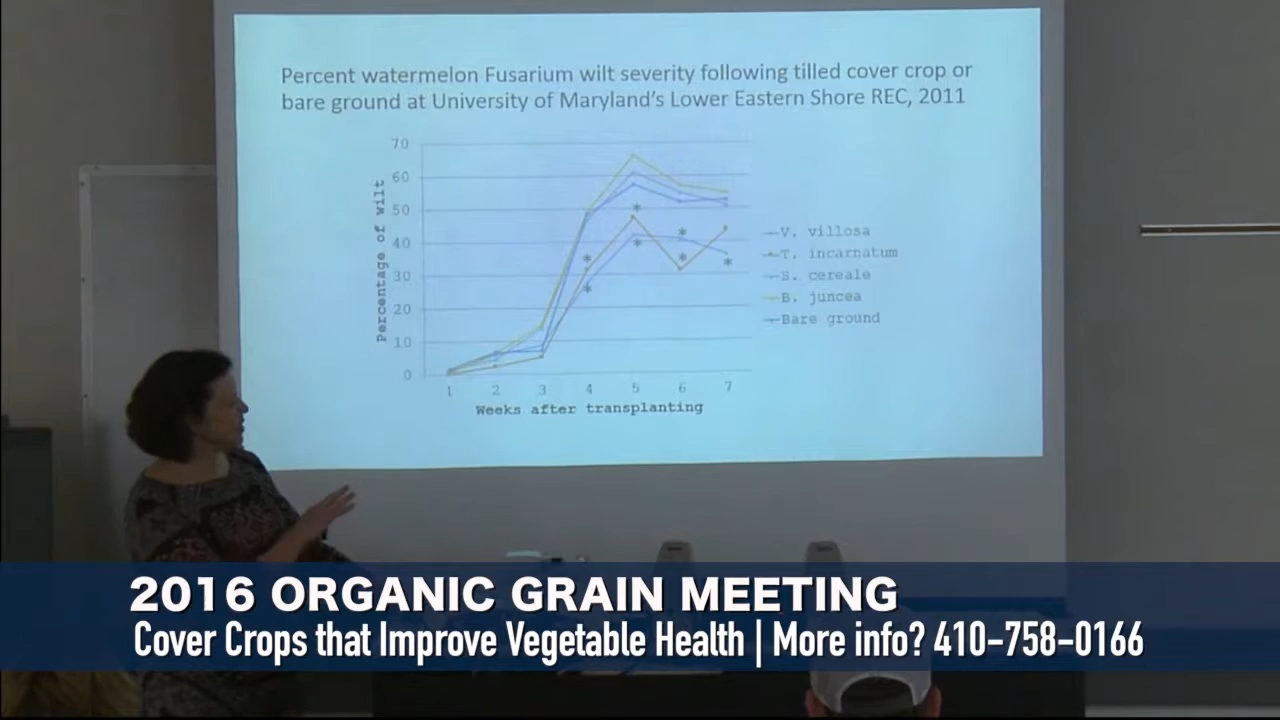 Percent watermelon Fusarium wilt severity following tilled cover crop or
bare ground at University of Maryland's Lower Eastern Shore REC, 2011
70
60
50
40
30
20
10
0
Percentage of wilt
1 2 3 4 5 6 7
Weeks after transplanting
V. villosa
T. incarnatum
S. cereale
B. juncea
Bare ground
2016 ORGANIC GRAIN MEETING
Cover Crops that Improve Vegetable Health | More info? 410-758-0166